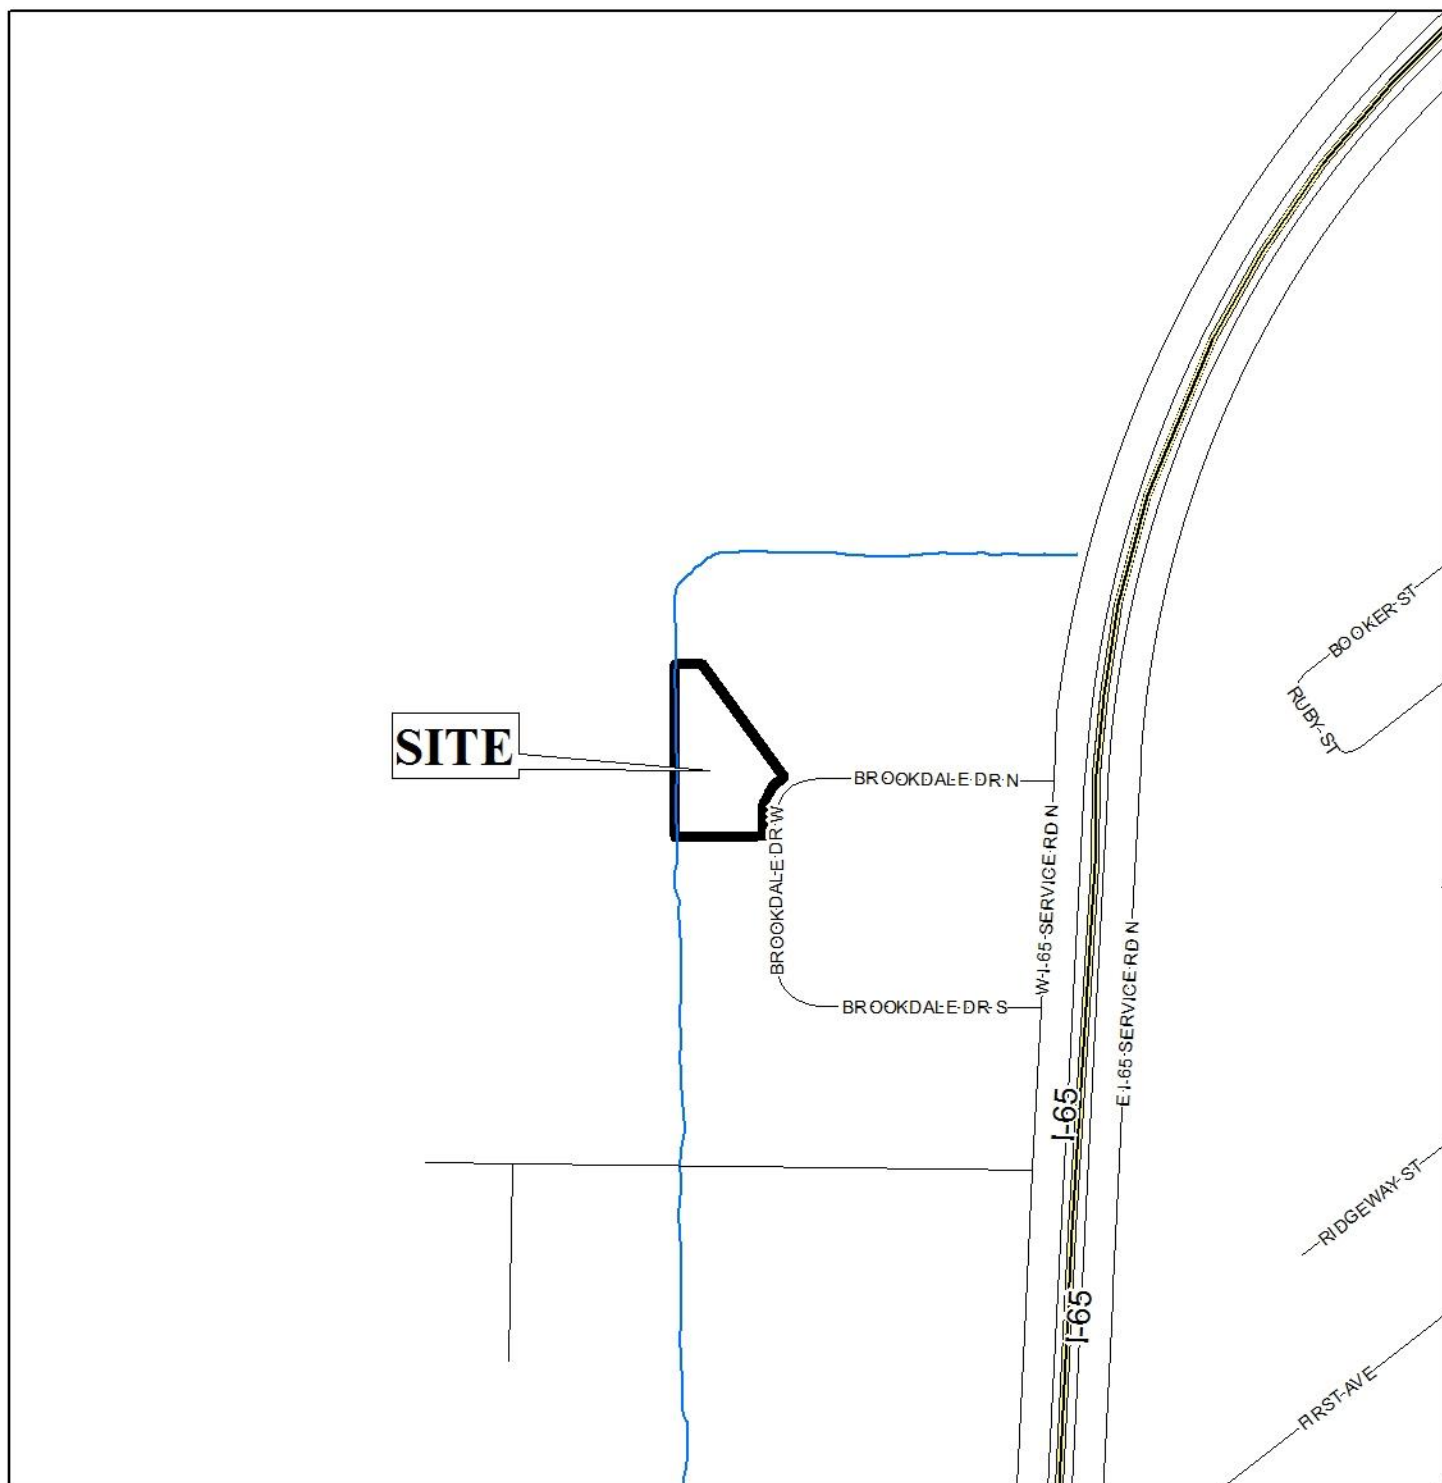 BOOKER ST
RUBY ST
SITE
BROOKDALE DR N
BROOKDALE DR W
W I-65 SERVICE RD N
E I-65 SERVICE RD N
BROOKDALE DR S
I-65
RIDGEWAY ST
I-65
FIRST AVE